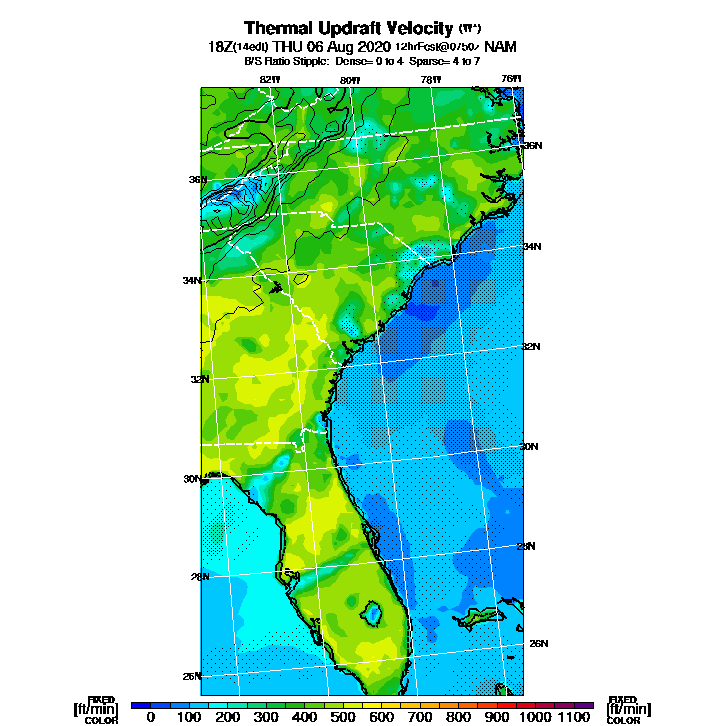 Thermal Updraft Velocity (W*)
18Z(14edt) THU 06 Aug 2020 12hrFcst@0750z NAM
B/S Ratio Stipple: Dense= 0 to 4 Sparse= 4 to 7
82W 80W 78W 76W
36N
36N
34N
34N
32N
32N
30N
30N
28N
28N
26N
26N
FIXED FIXED
[ft/min] 0 100 200 300 400 500 600 700 800 900 1000 1100 [ft/min]
COLOR COLOR